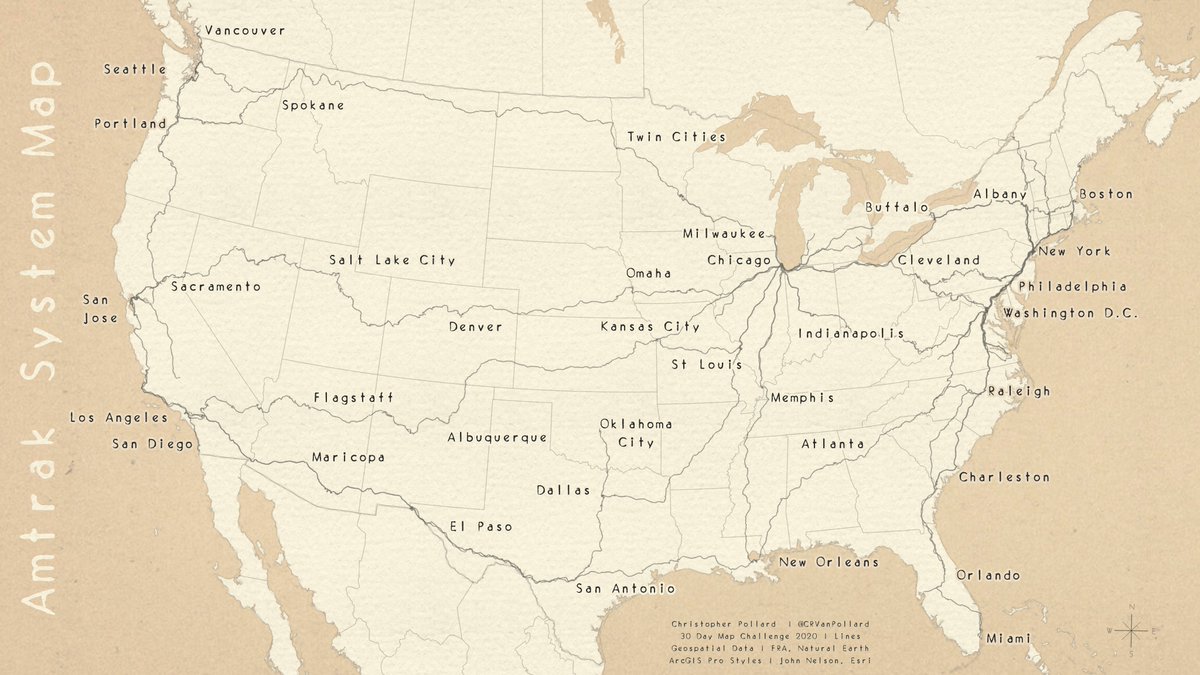 Amtrak System Map
Vancouver
Seattle
Spokane
Portland
Twin Cities
Buffalo
Albany
Boston
Milwaukee
Chicago
Cleveland
New York
Salt Lake City
Omaha
Sacramento
San
Jose
Philadelphia
Washington D.C.
Denver
Kansas City
Indianapolis
St Louis
Flagstaff
Memphis
Raleigh
Los Angeles
San Diego
Albuquerque
Oklahoma
City
Atlanta
Maricopa
Dallas
Charleston
El Paso
New Orleans
San Antonio
Orlando
Miami
N
W
E
S
Christopher Pollard | @CRVanPollard
30 Day Map Challenge 2020 | Lines
Geospatial Data | FRA, Natural Earth
ArcGIS Pro Styles | John Nelson, Esri